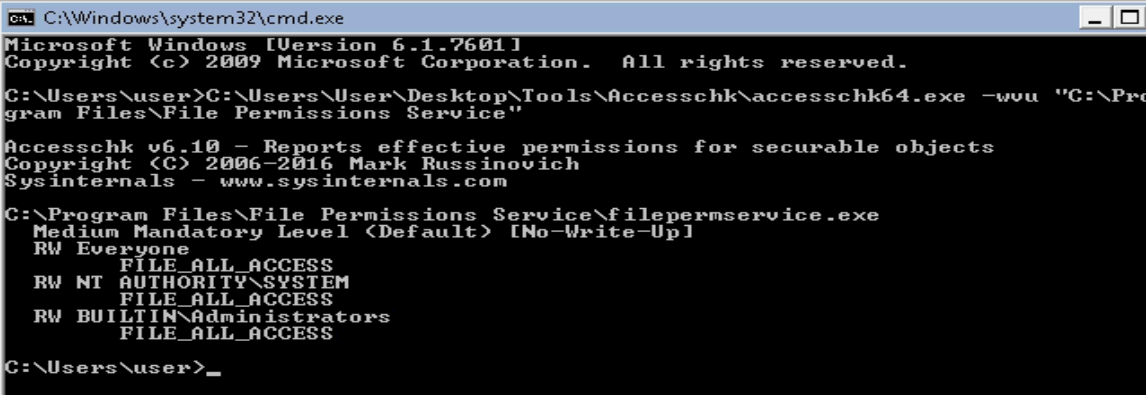 C:\Windows\system32\cmd.exe
Microsoft Windows [Version 6.1.7601]
Copyright (c) 2009 Microsoft Corporation.  All rights reserved.
C:\Users\user>C:\Users\User\Desktop\Tools\Accesschk\accesschk64.exe -wvu "C:\Pro
gram Files\File Permissions Service"
Accesschk v6.10 - Reports effective permissions for securable objects
Copyright (C) 2006-2016 Mark Russinovich
Sysinternals - www.sysinternals.com
C:\Program Files\File Permissions Service\filepermservice.exe
  Medium Mandatory Level (Default) [No-Write-Up]
  RW Everyone
        FILE_ALL_ACCESS
  RW NT AUTHORITY\SYSTEM
        FILE_ALL_ACCESS
  RW BUILTIN\Administrators
        FILE_ALL_ACCESS
C:\Users\user>_